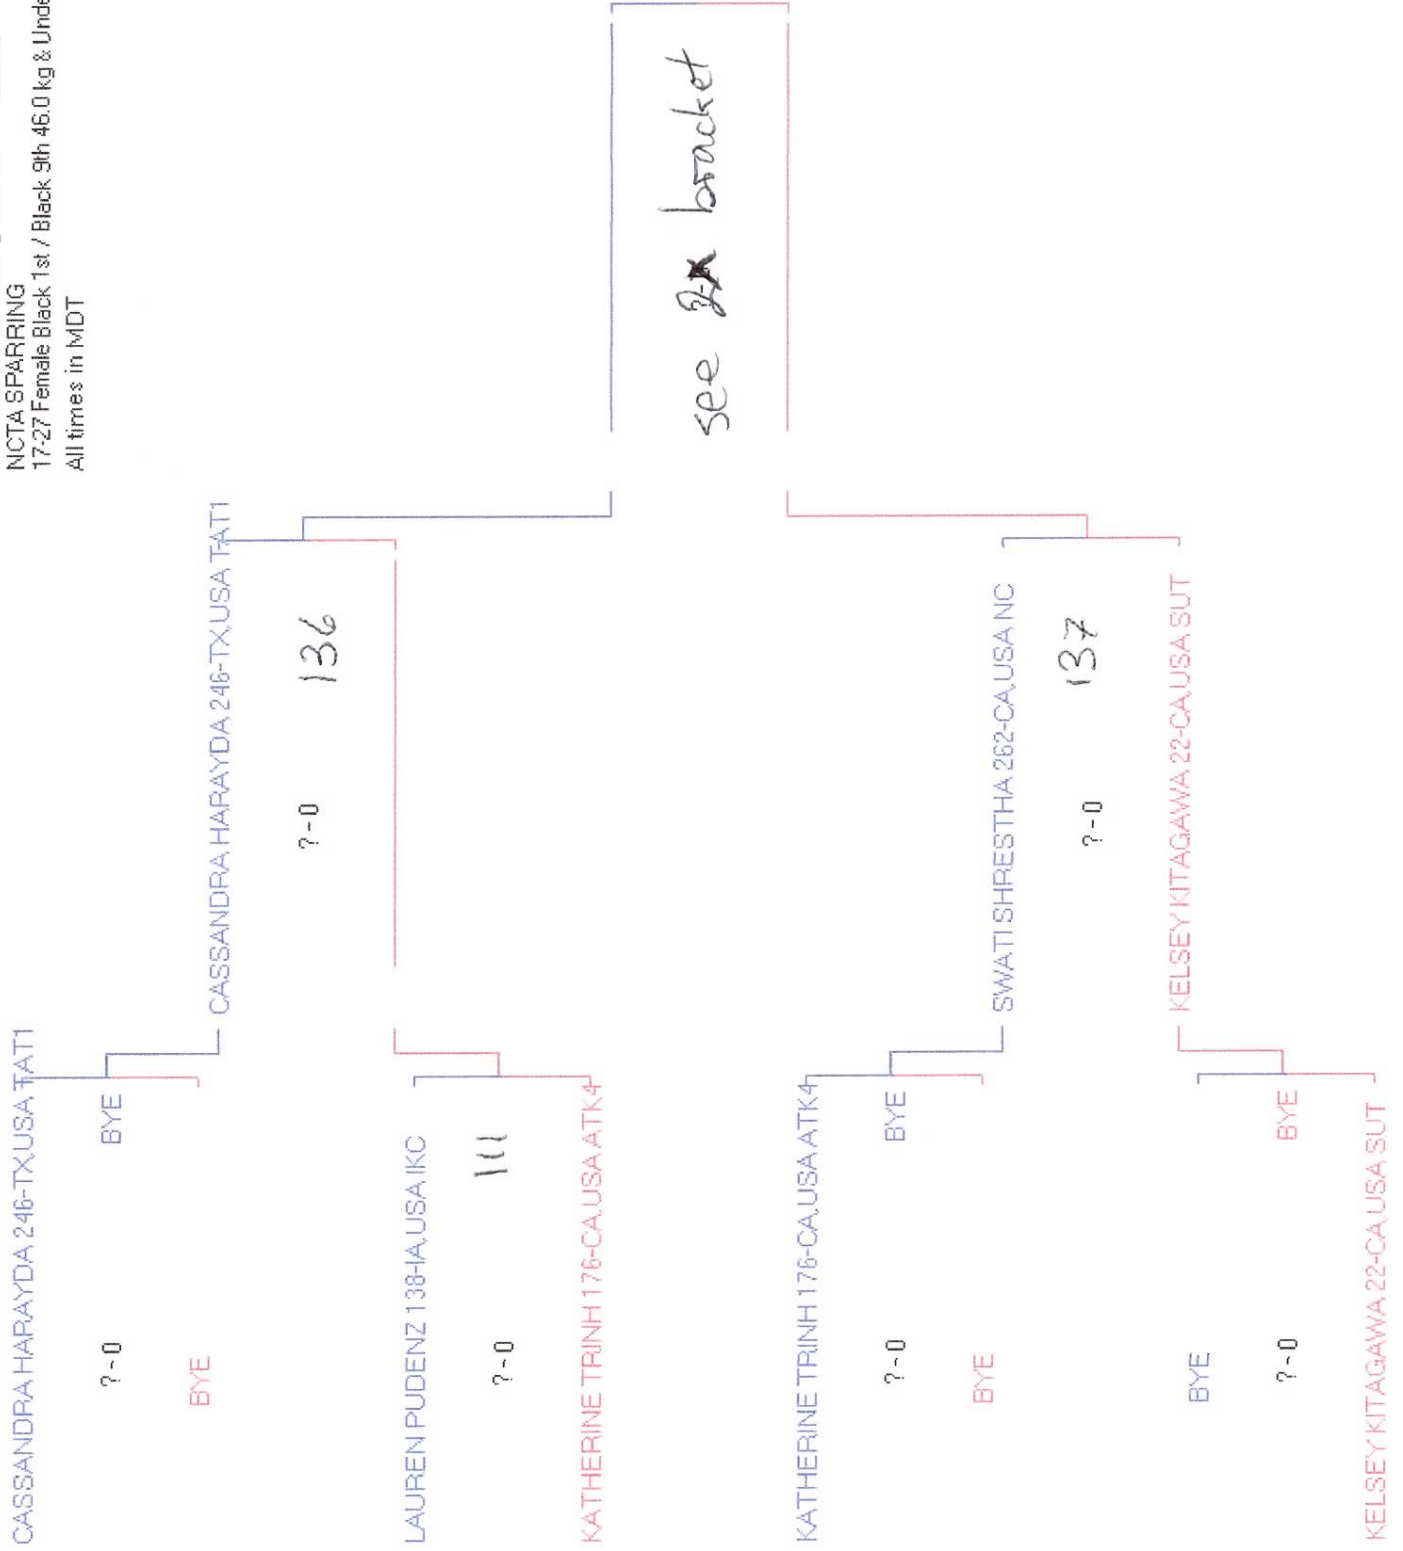 NCTA SPARRING
17-27 Female Black 1st / Black 9th 46.0 kg & Unde
All times in MDT
CASSANDRA HARAYDA 246-TX,USA TAT1
?-0
BYE
BYE
LAUREN PUDENZ 138-IA,USA IKC
?-0
111
KATHERINE TRINH 176-CA,USA ATK4
KATHERINE TRINH 176-CA,USA ATK4
?-0
BYE
BYE
BYE
?-0
BYE
KELSEY KITAGAWA 22-CA,USA SUT
CASSANDRA HARAYDA 246-TX,USA TAT1
?-0
136
SWATI SHRESTHA 262-CA,USA NC
?-0
137
KELSEY KITAGAWA 22-CA,USA SUT
see bracket